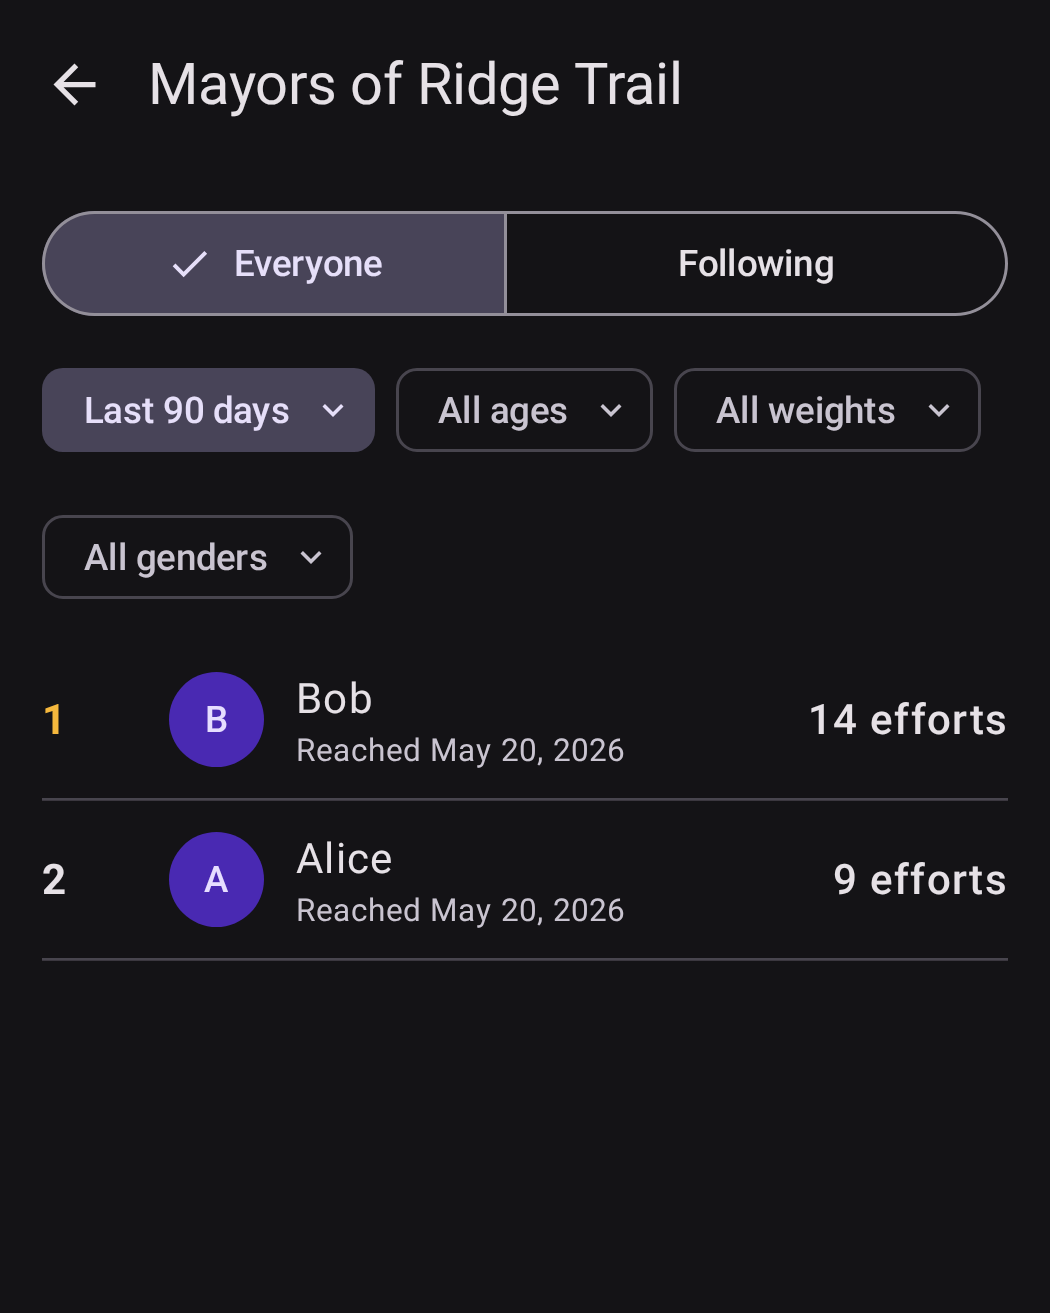 Mayors of Ridge Trail
Everyone
Following
Last 90 days
All ages
All weights
All genders
1
B
Bob
Reached May 20, 2026
14 efforts
2
A
Alice
Reached May 20, 2026
9 efforts